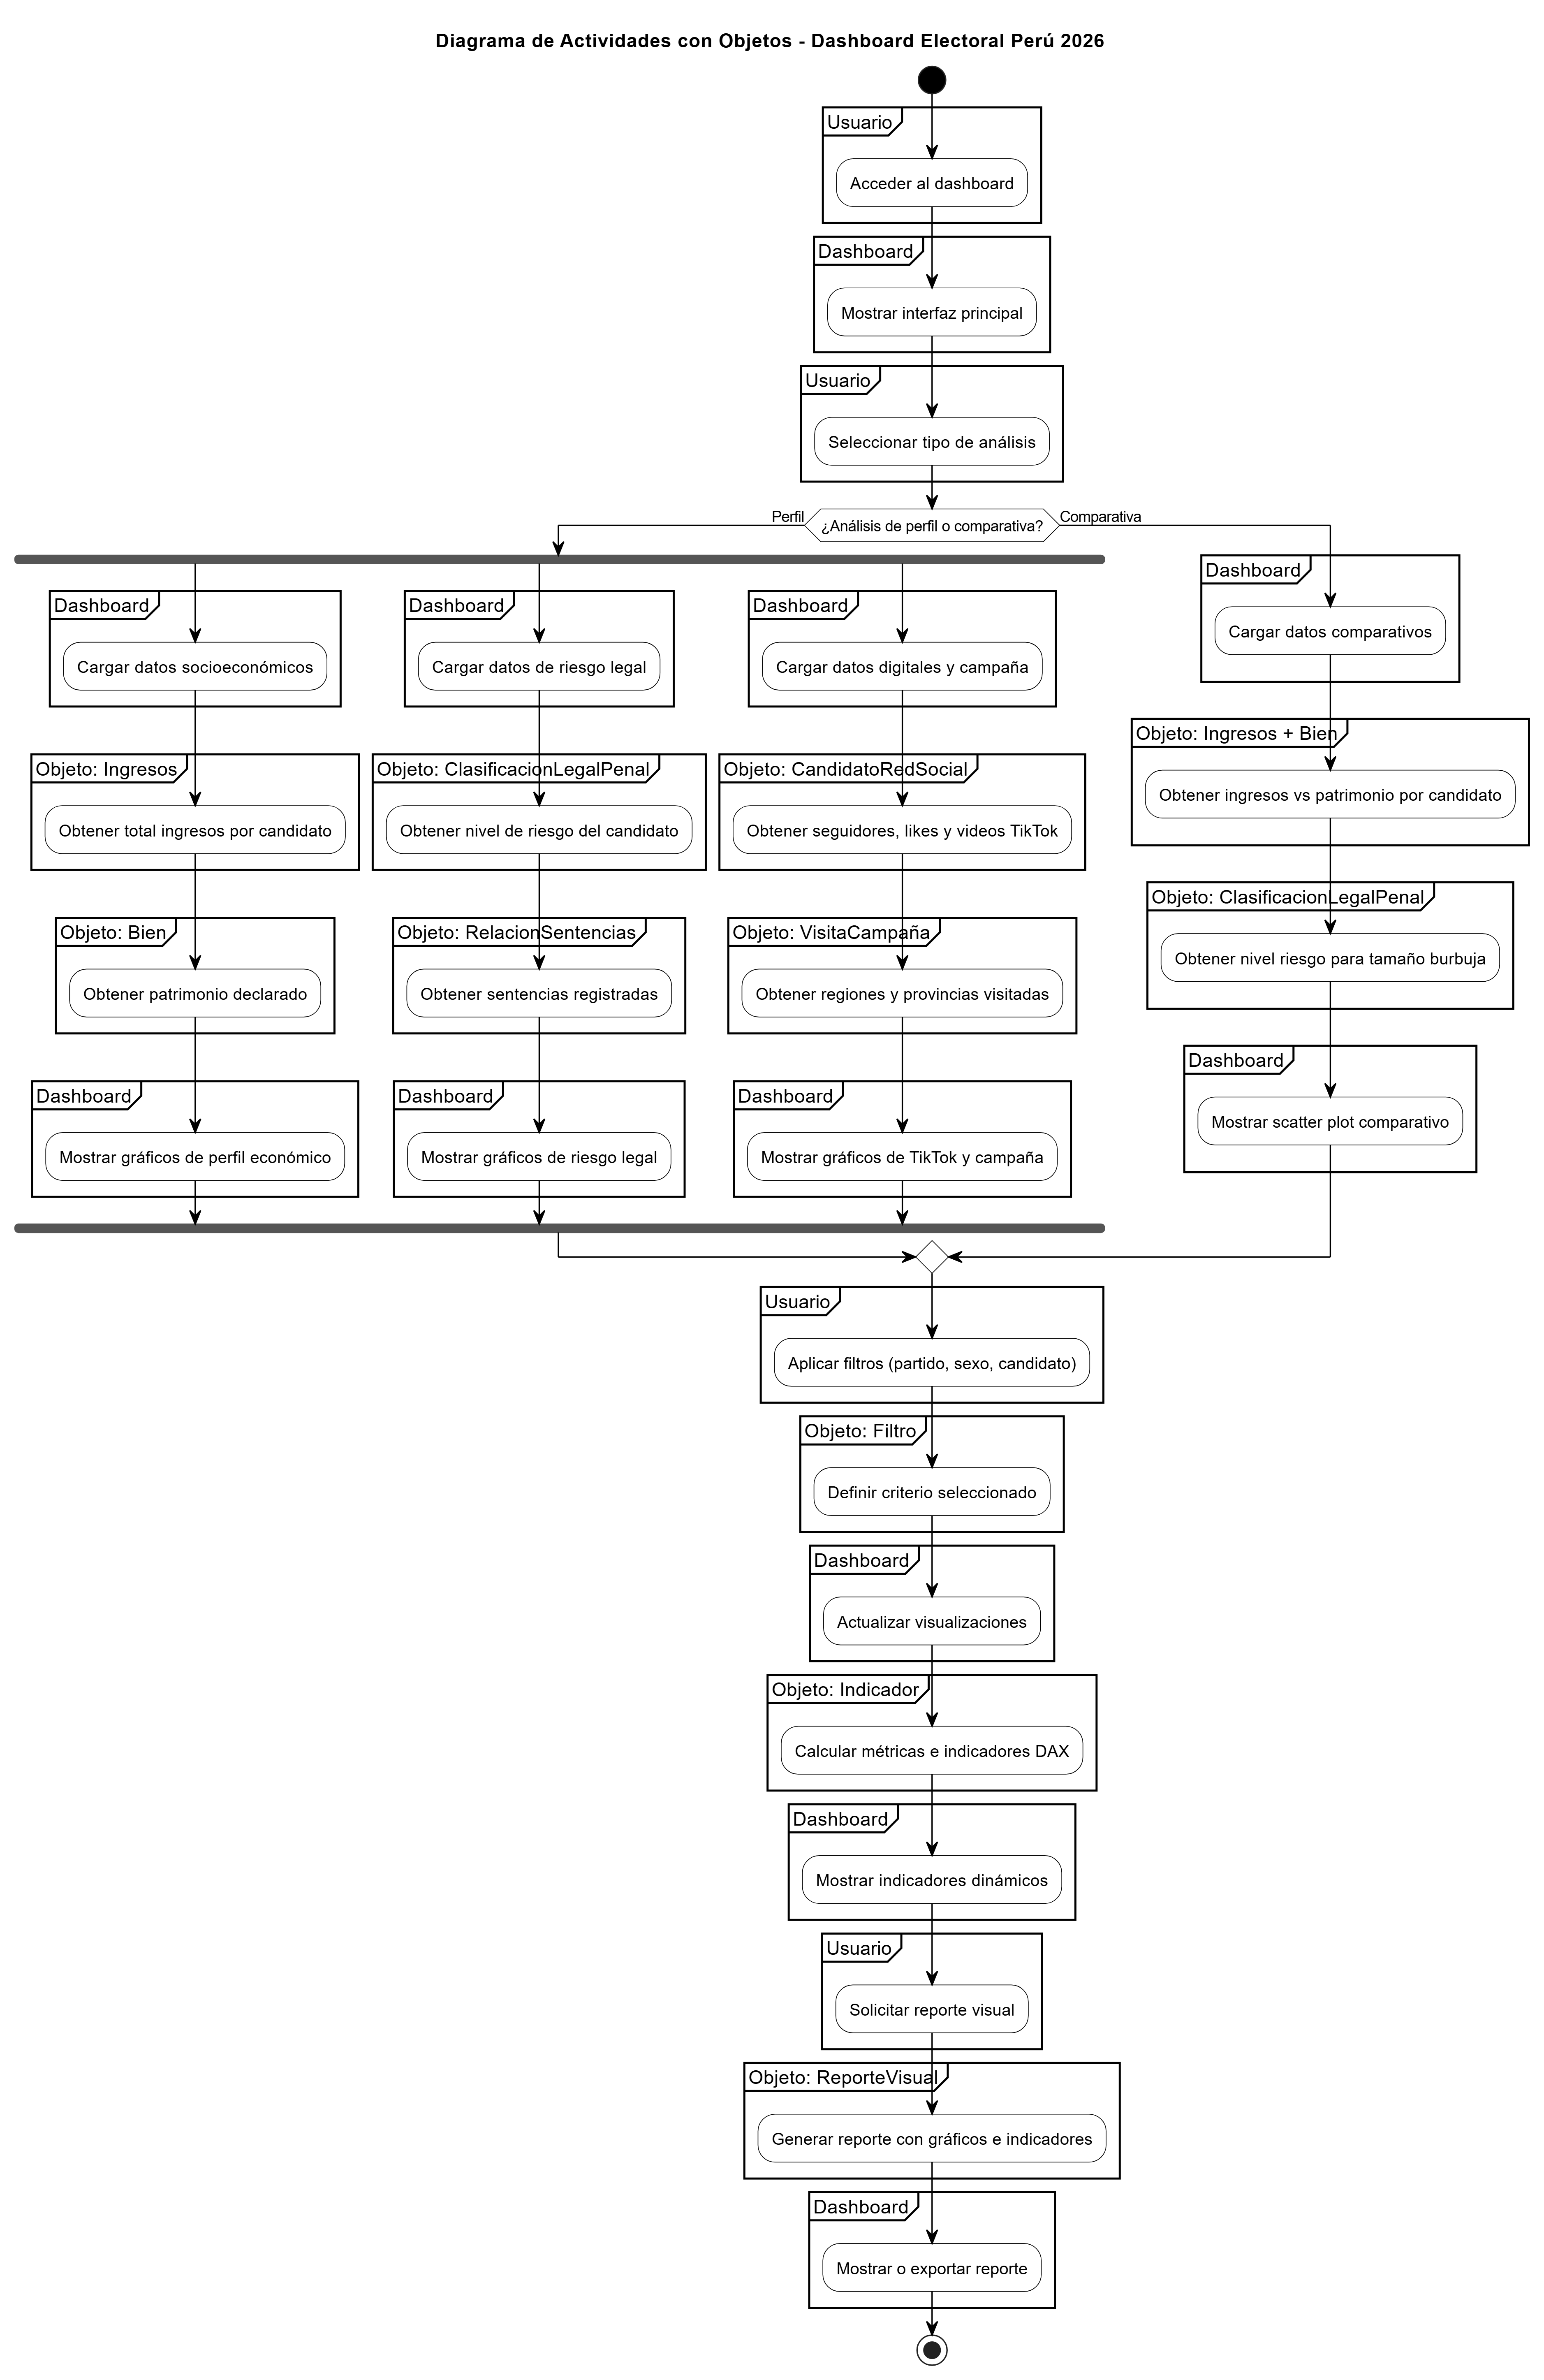 Diagrama de Actividades con Objetos - Dashboard Electoral Perú 2026
Usuario
Acceder al dashboard
Dashboard
Mostrar interfaz principal
Usuario
Seleccionar tipo de análisis
Perfil
¿Análisis de perfil o comparativa?
Comparativa
Dashboard
Cargar datos socioeconómicos
Objeto: Ingresos
Obtener total ingresos por candidato
Objeto: Bien
Obtener patrimonio declarado
Dashboard
Mostrar gráficos de perfil económico
Dashboard
Cargar datos de riesgo legal
Objeto: ClasificacionLegalPenal
Obtener nivel de riesgo del candidato
Objeto: RelacionSentencias
Obtener sentencias registradas
Dashboard
Mostrar gráficos de riesgo legal
Dashboard
Cargar datos digitales y campaña
Objeto: CandidatoRedSocial
Obtener seguidores, likes y videos TikTok
Objeto: VisitaCampaña
Obtener regiones y provincias visitadas
Dashboard
Mostrar gráficos de TikTok y campaña
Dashboard
Cargar datos comparativos
Objeto: Ingresos + Bien
Obtener ingresos vs patrimonio por candidato
Objeto: ClasificacionLegalPenal
Obtener nivel riesgo para tamaño burbuja
Dashboard
Mostrar scatter plot comparativo
Usuario
Aplicar filtros (partido, sexo, candidato)
Objeto: Filtro
Definir criterio seleccionado
Dashboard
Actualizar visualizaciones
Objeto: Indicador
Calcular métricas e indicadores DAX
Dashboard
Mostrar indicadores dinámicos
Usuario
Solicitar reporte visual
Objeto: ReporteVisual
Generar reporte con gráficos e indicadores
Dashboard
Mostrar o exportar reporte